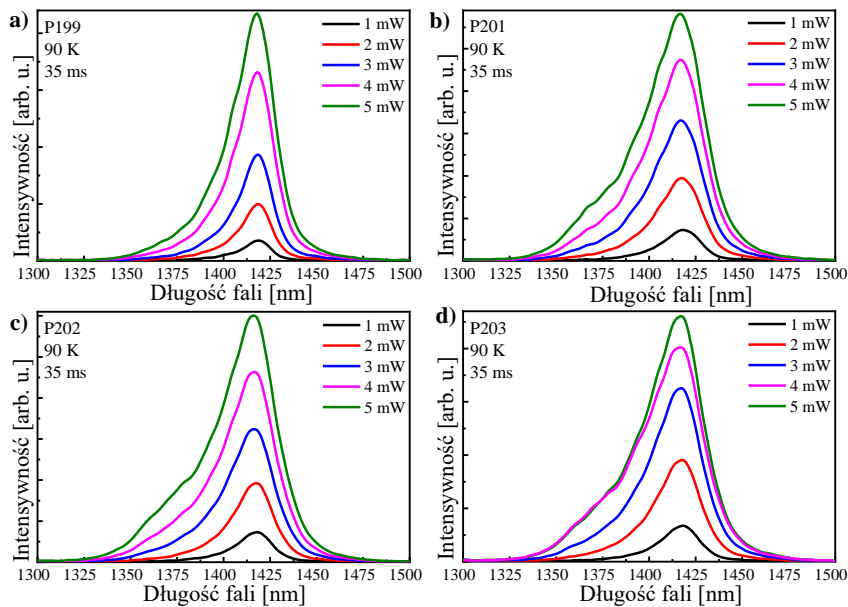 a)
P199
90 K
35 ms
1 mW
2 mW
3 mW
4 mW
5 mW
Intensywność [arb. u.]
1300 1325 1350 1375 1400 1425 1450 1475 1500
Długość fali [nm]
b)
P201
90 K
35 ms
1 mW
2 mW
3 mW
4 mW
5 mW
Intensywność [arb. u.]
1300 1325 1350 1375 1400 1425 1450 1475 1500
Długość fali [nm]
c)
P202
90 K
35 ms
1 mW
2 mW
3 mW
4 mW
5 mW
Intensywność [arb. u.]
1300 1325 1350 1375 1400 1425 1450 1475 1500
Długość fali [nm]
d)
P203
90 K
35 ms
1 mW
2 mW
3 mW
4 mW
5 mW
Intensywność [arb. u.]
1300 1325 1350 1375 1400 1425 1450 1475 1500
Długość fali [nm]